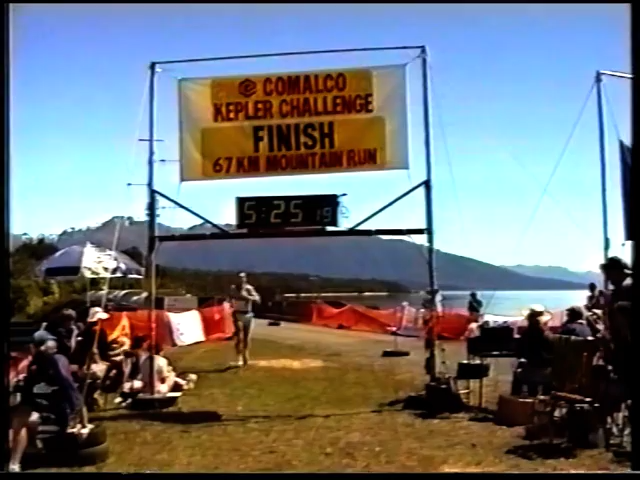 COMALCO
KEPLER CHALLENGE
FINISH
67 KM MOUNTAIN RUN
5:25 19